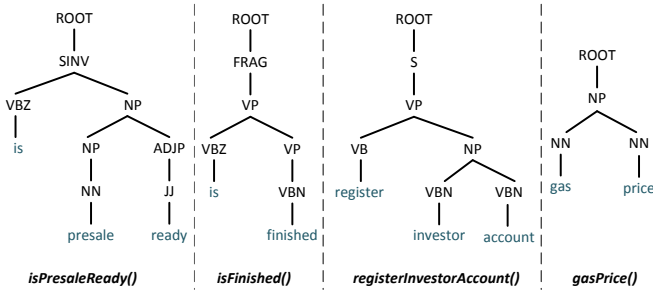 ROOT
SINV
VBZ NP
is NP ADJP
NN JJ
presale ready
isPresaleReady()
ROOT
FRAG
VP
VBZ VP
is VBN
finished
isFinished()
ROOT
S
VP
VB NP
register VBN VBN
investor account
registerInvestorAccount()
ROOT
NP
NN NN
gas price
gasPrice()